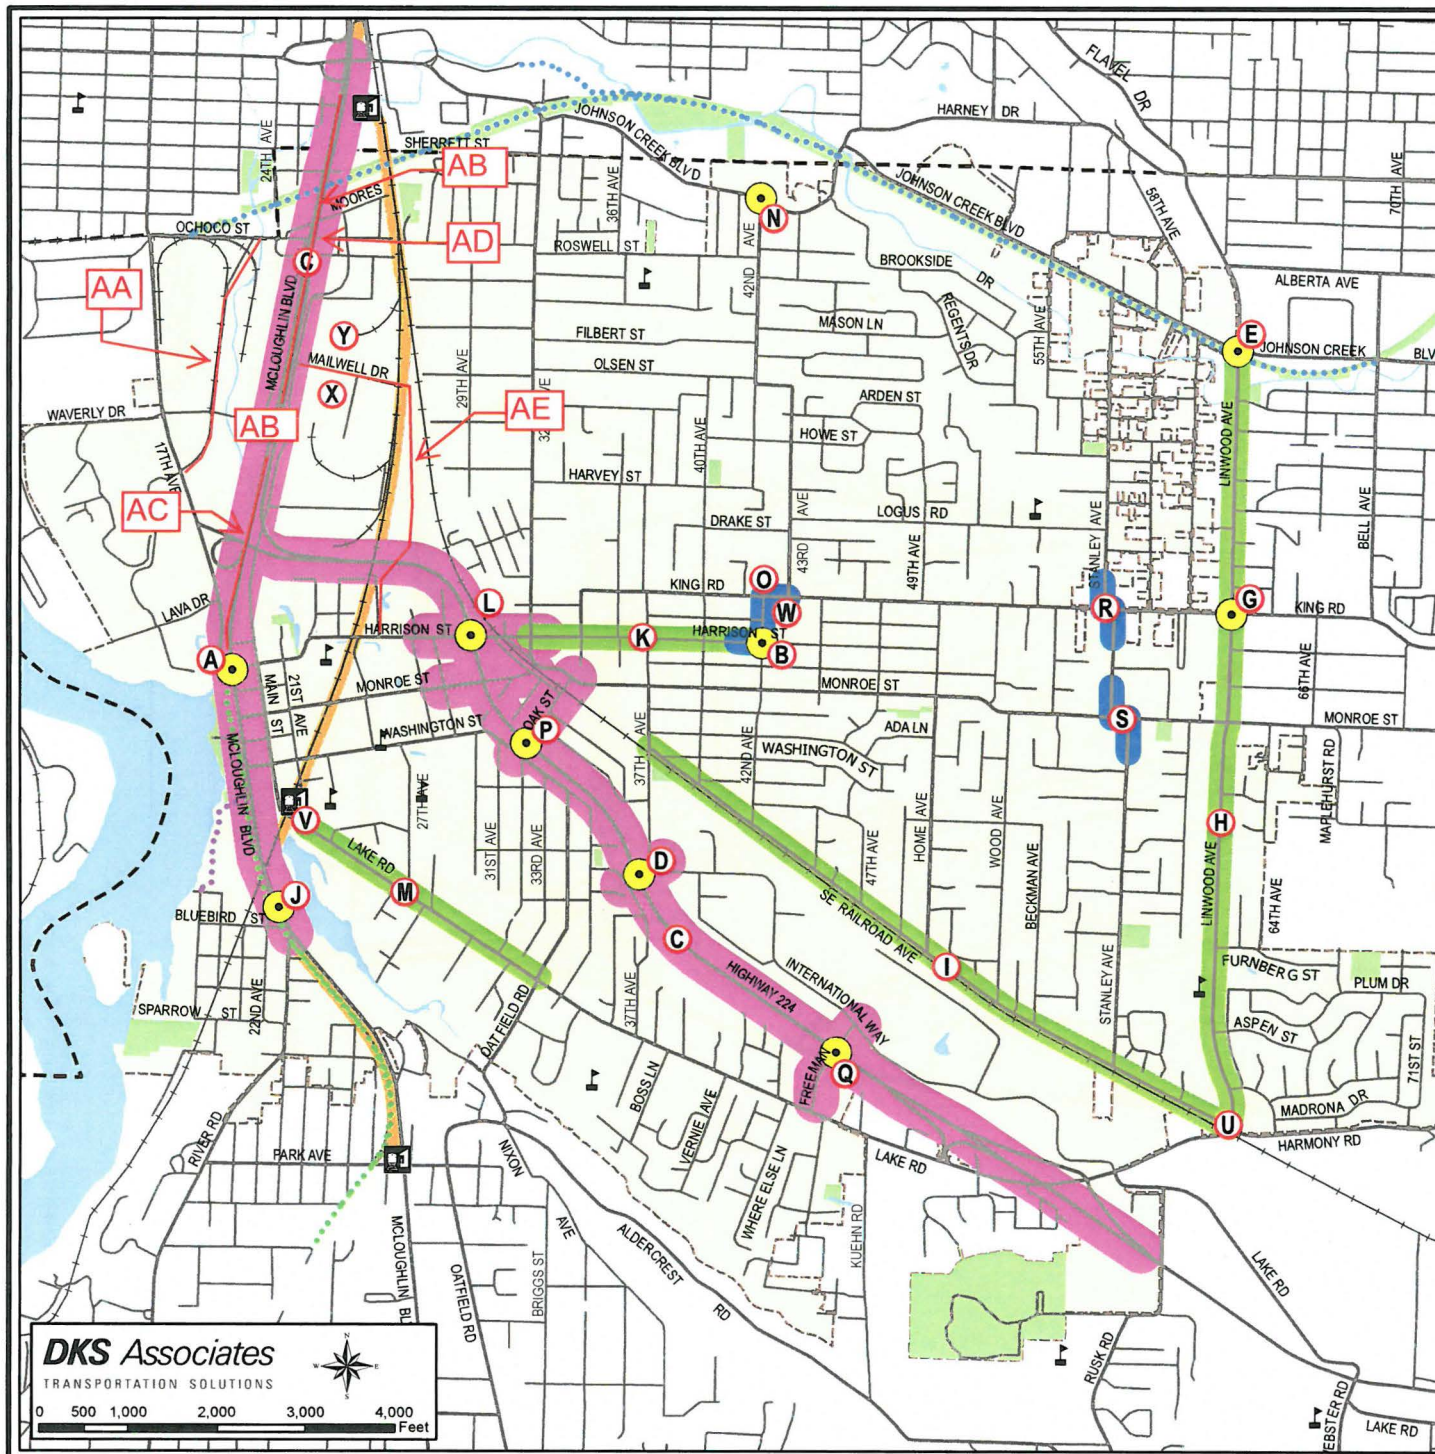 FLAVEL DR
HARNEY DR
24TH AVE
SHERRETT ST
JOHNSON CREEK BLVD
AB
MOORES
36TH AVE
JOHNSON CREEK BLVD
58TH AVE
70TH AVE
N
OCHOCO ST
AD
ROSWELL ST
42ND AVE
BROOKSIDE DR
C
ALBERTA AVE
AA
MCLOUGHLIN BLVD
Y
FILBERT ST
MASON LN
REGENTS DR
55TH AVE
E
JOHNSON CREEK
MAILWELL DR
OLSEN ST
29TH AVE
X
ARDEN ST
WAVERLY DR
AE
AB
40TH AVE
HOWE ST
LINWOOD AVE
17TH AVE
HARVEY ST
AC
DRAKE ST
43RD AVE
LOGUS RD
49TH AVE
STANLEY AVE
BELL AVE
LAVA DR
L
KING RD
O
W
R
G
KING RD
HARRISON ST
K
HARRISON ST
B
A
MONROE ST
MONROE ST
66TH AVE
MAIN ST
21ST AVE
WASHINGTON ST
OAK ST
P
37TH AVE
42ND AVE
WASHINGTON ST
ADA LN
S
MONROE ST
MCLOUGHLIN BLVD
27TH AVE
MAPLEHURST RD
V
LAKE RD
31ST AVE
33RD AVE
D
47TH AVE
HOME AVE
WOOD AVE
BECKMAN AVE
H
M
J
BLUEBIRD ST
SE RAILROAD AVE
LINWOOD AVE
64TH AVE
C
I
FURNBERG ST
22ND AVE
37TH AVE
HIGHWAY 224
INTERNATIONAL WAY
STANLEY AVE
PLUM DR
SPARROW ST
OATFIELD RD
ASPEN ST
FREEMAN
Q
71ST ST
BOSS LN
VERNIE AVE
MADRONA DR
U
HARMONY RD
RIVER RD
PARK AVE
NIXON AVE
WHERE ELSE LN
LAKE RD
KUEHN RD
MCLOUGHLIN BL
OATFIELD RD
BRIGGS ST
ALDERCREST RD
LAKE RD
DKS Associates
TRANSPORTATION SOLUTIONS
N
W
E
S
0 500 1,000 2,000 3,000 4,000
Feet
RUSK RD
LAKE RD